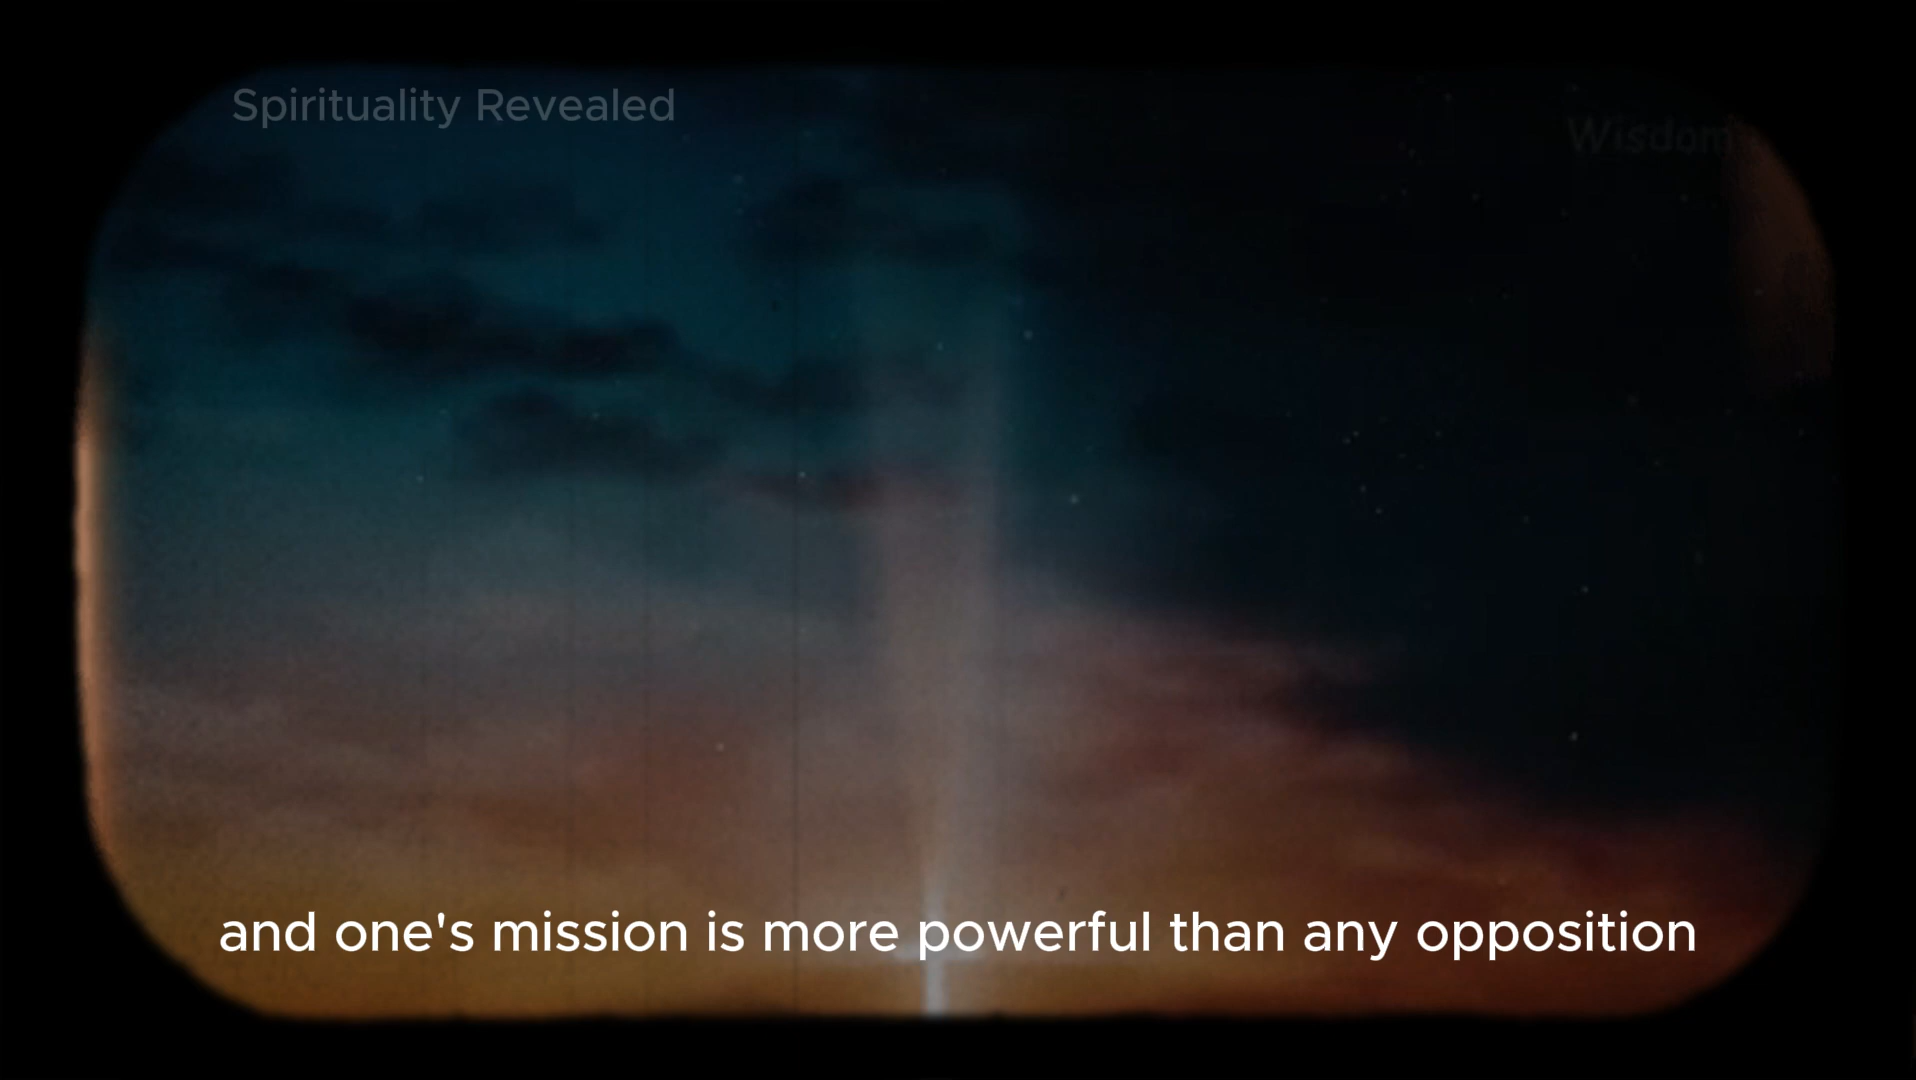 Spirituality Revealed
Wisdom
and one's mission is more powerful than any opposition